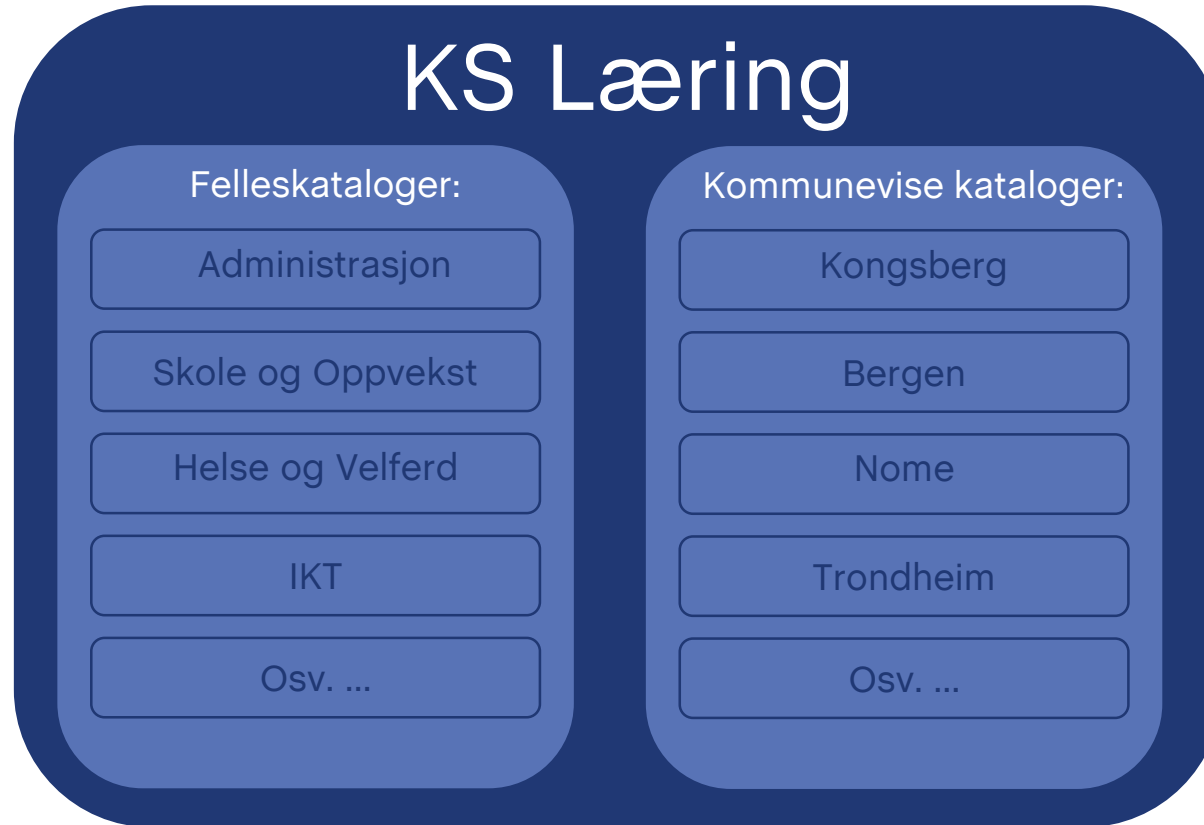 KS Læring
Felleskataloger:
Administrasjon
Skole og Oppvekst
Helse og Velferd
IKT
Osv. ...
Kommunevise kataloger:
Kongsberg
Bergen
Nome
Trondheim
Osv. ...